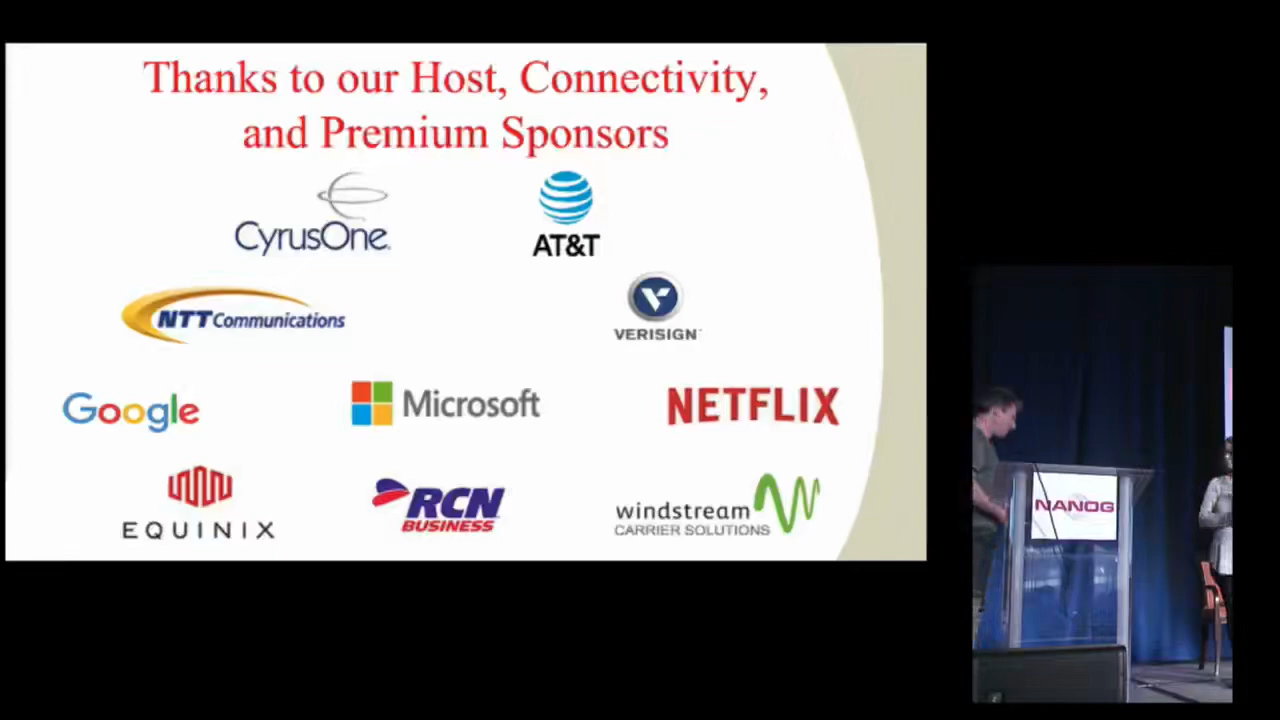 Thanks to our Host, Connectivity,
and Premium Sponsors
CyrusOne.
AT&T
NTT Communications
VERISIGN
Google
Microsoft
NETFLIX
EQUINIX
RCN
BUSINESS
windstream
CARRIER SOLUTIONS
NANOG